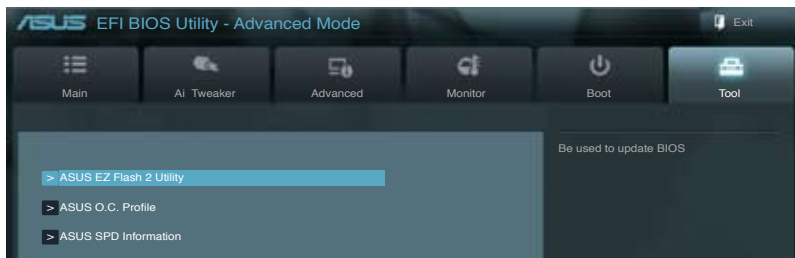 ASUS EFI BIOS Utility - Advanced Mode
Exit
Main
Ai Tweaker
Advanced
Monitor
Boot
Tool
Be used to update BIOS
> ASUS EZ Flash 2 Utility
> ASUS O.C. Profile
> ASUS SPD Information